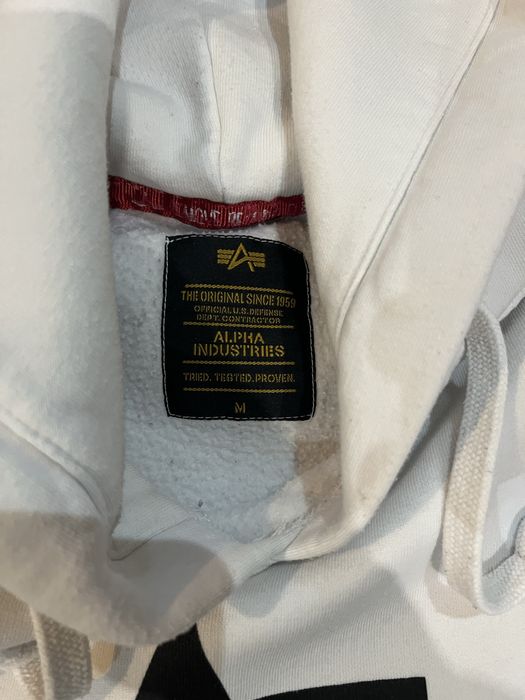 THE ORIGINAL SINCE 1959
OFFICIAL U.S. DEFENSE
DEPT. CONTRACTOR
ALPHA
INDUSTRIES
TRIED. TESTED. PROVEN.
M